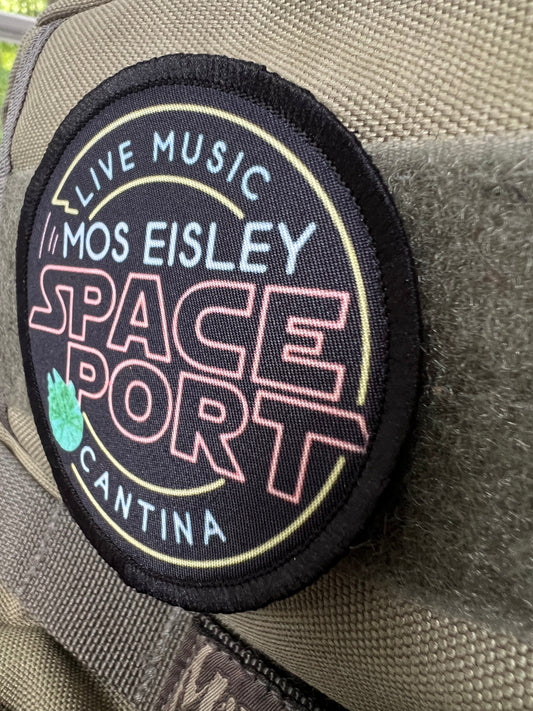 LIVE MUSIC
MOS EISLEY
SPACE
PORT
CANTINA